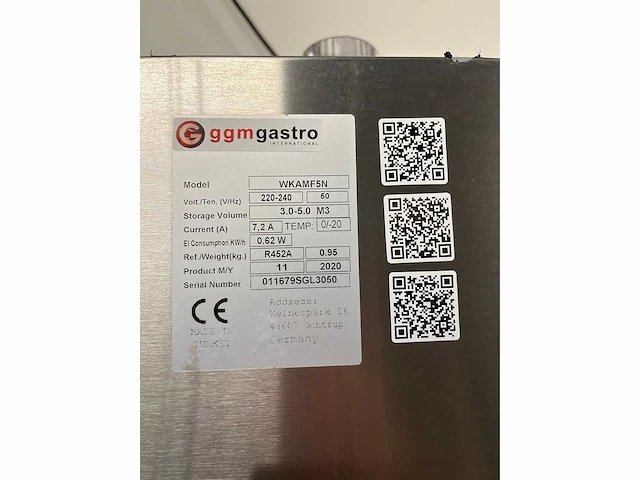 ggmgastro
INTERNATIONAL
Model WKAMF5N
Volt./Ten. (V/Hz) 220-240 50
Storage Volume 3.0-5.0 M3
Current (A) 7,2 A TEMP: 0/-20
El Consumption KW/h 0.62 W
Ref./Weight(kg.) R452A 0.95
Product M/Y 11 2020
Serial Number 011679SGL3050
CE
MADE IN
TURKEY
Address:
Weinerpark 16
48607 Ochtrup
Germany